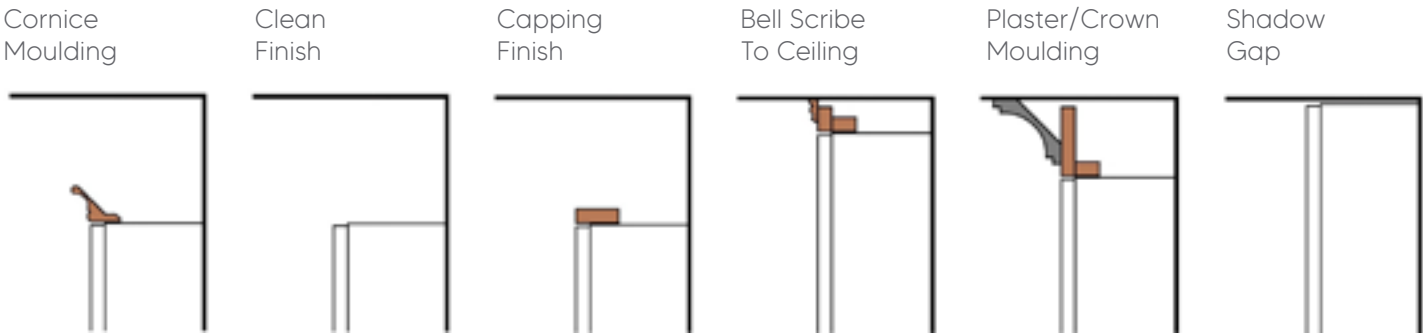 Cornice
Moulding
Clean
Finish
Capping
Finish
Bell Scribe
To Ceiling
Plaster/Crown
Moulding
Shadow
Gap